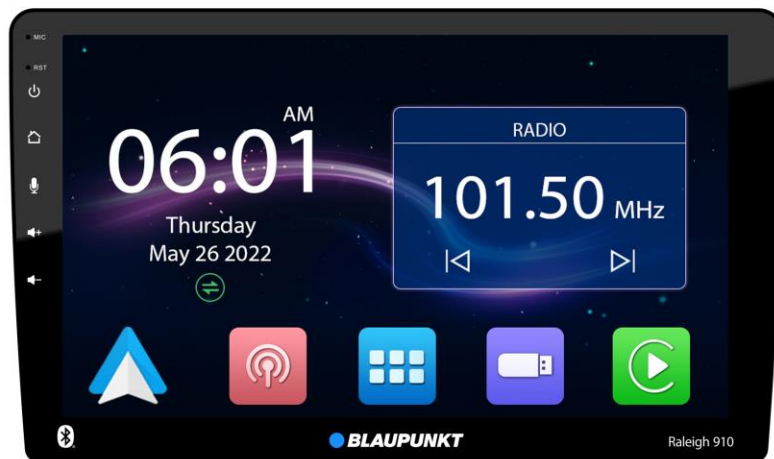 MIC
RST
AM
06:01
Thursday
May 26 2022
RADIO
101.50 MHz
BLAUPUNKT
Raleigh 910